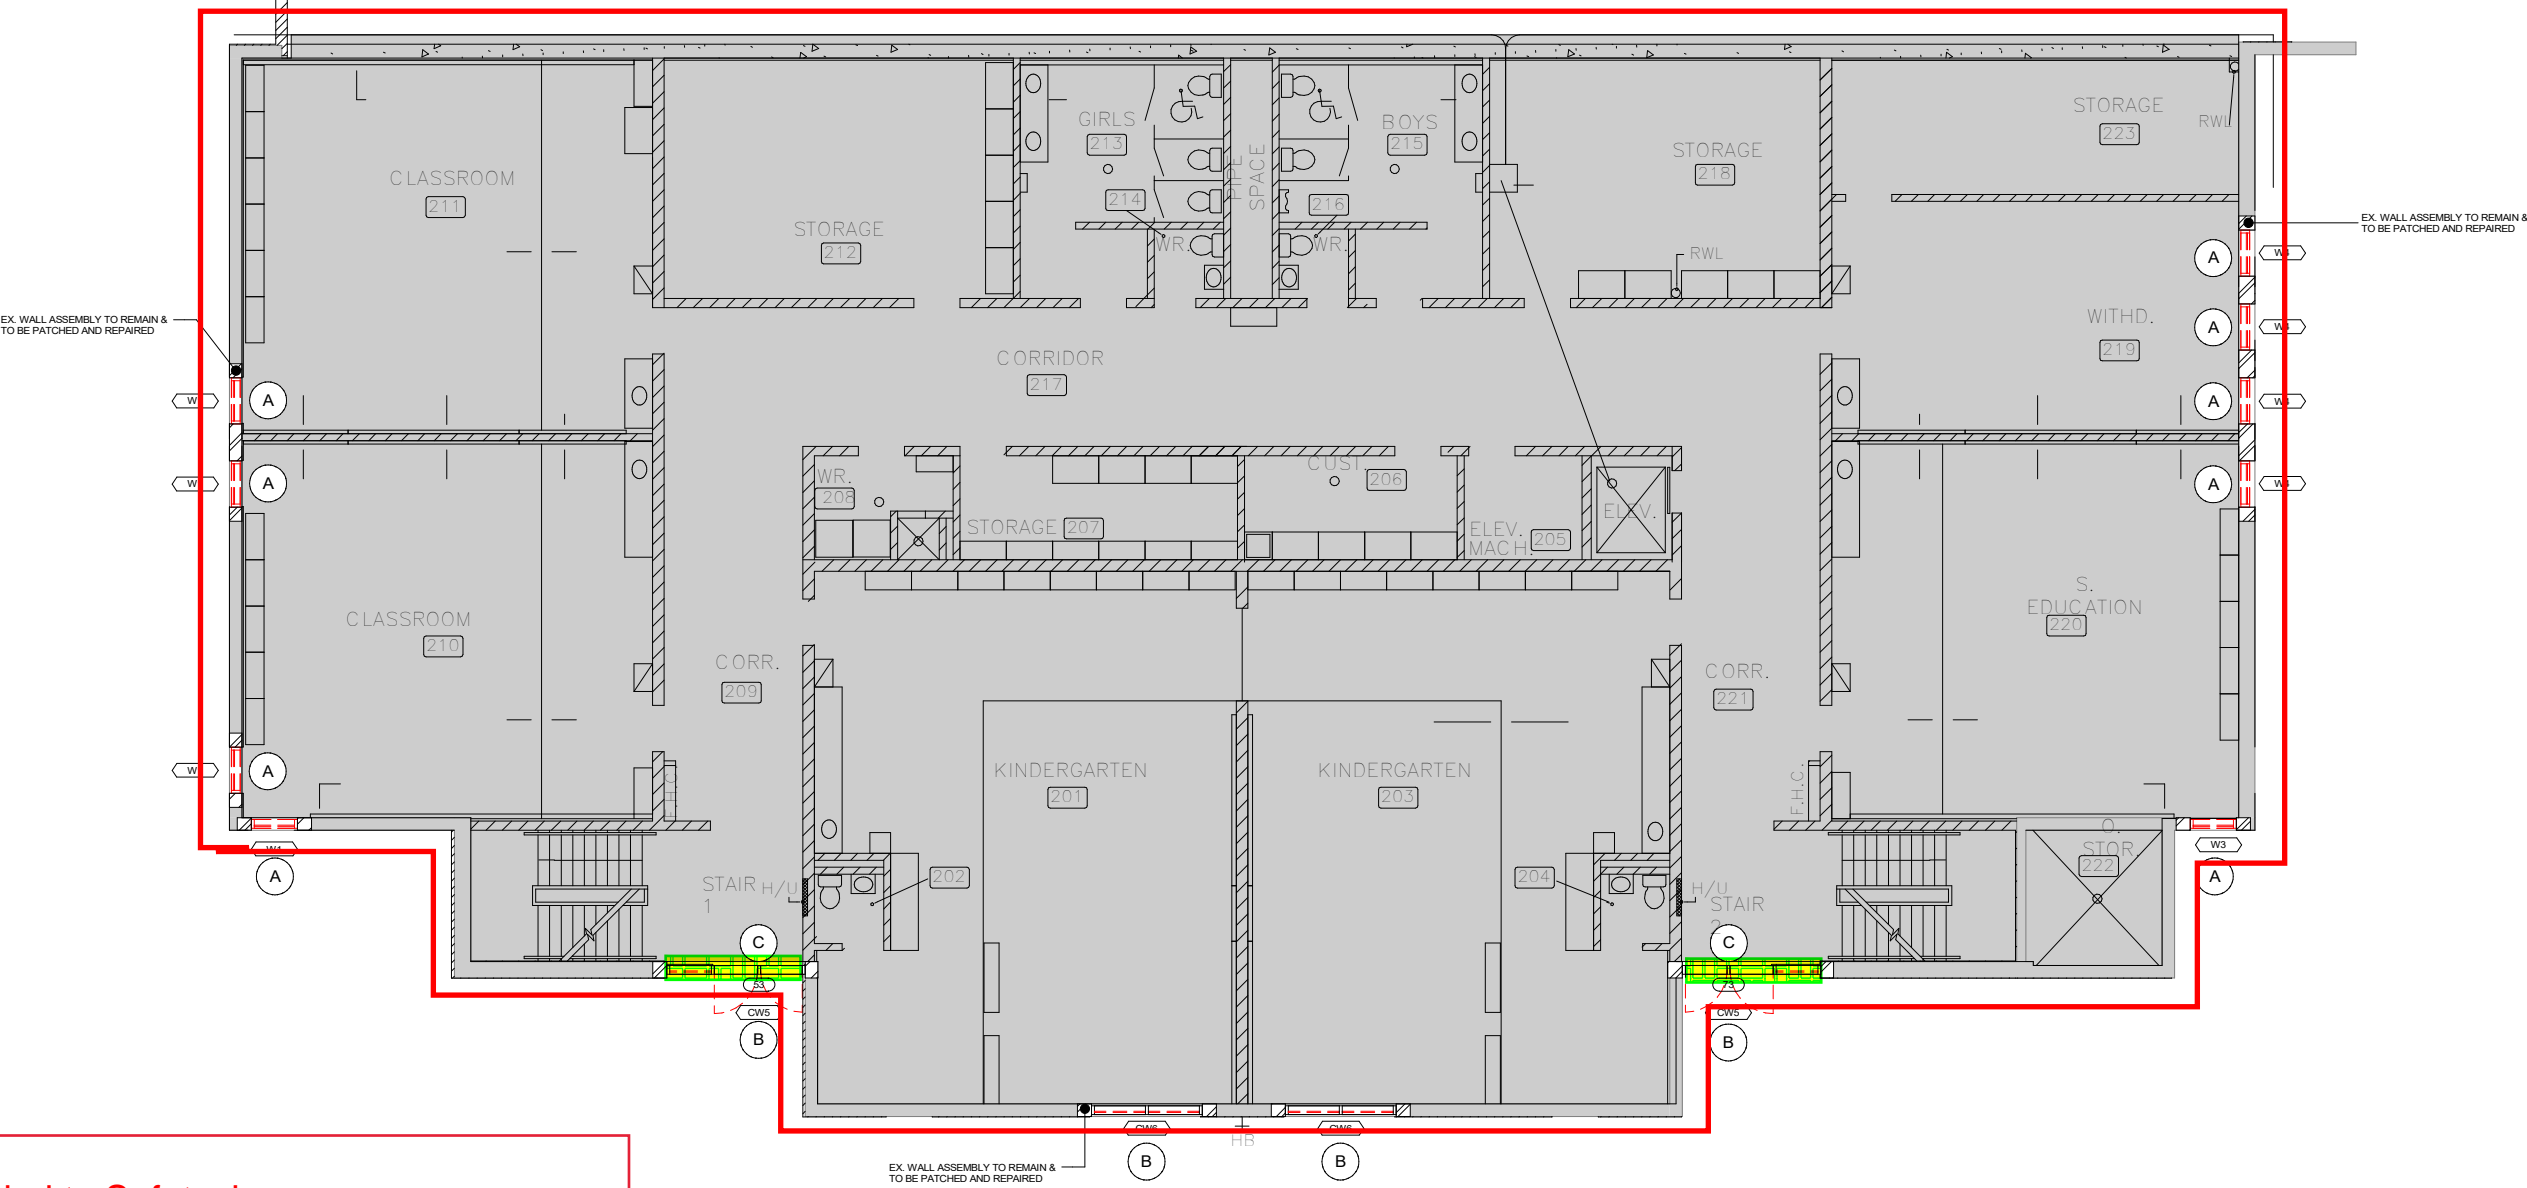 STORAGE
223
RWL
GIRLS
213
BOYS
215
STORAGE
218
PIPE
SPACE
CLASSROOM
211
214
216
STORAGE
212
WR.
WR.
RWL
EX. WALL ASSEMBLY TO REMAIN &
TO BE PATCHED AND REPAIRED
A
EX. WALL ASSEMBLY TO REMAIN &
TO BE PATCHED AND REPAIRED
WITHD.
219
A
CORRIDOR
217
A
A
A
A
WR.
208
CUST.
206
STORAGE 207
ELEV.
MACH.
205
ELEV.
CLASSROOM
210
S.
EDUCATION
220
CORR.
209
CORR.
221
A
KINDERGARTEN
201
KINDERGARTEN
203
F.H.C.
F.H.C.
W1
A
O.
STOR.
222
W3
A
STAIR
1
H/U
202
204
H/U
STAIR
C
C
53
CW5
B
73
CW5
B
CW6
CW6
HB
B
B
EX. WALL ASSEMBLY TO REMAIN &
TO BE PATCHED AND REPAIRED